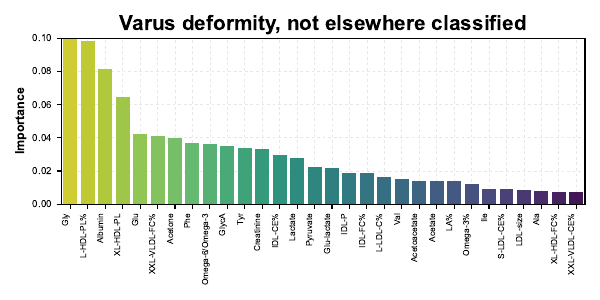 Varus deformity, not elsewhere classified
Importance
0.10
0.08
0.06
0.04
0.02
0.00
Gly
L-HDL-PL%
Albumin
XL-HDL-PL
Glu
XXL-VLDL-FC%
Acetone
Phe
Omega-6/Omega-3
GlycA
Tyr
Creatinine
IDL-CE%
Lactate
Pyruvate
Glu-lactate
IDL-P
IDL-FC%
L-LDL-C%
Val
Acetoacetate
Acetate
LA%
Omega-3%
Ile
S-LDL-CE%
LDL-size
Ala
XL-HDL-FC%
XXL-VLDL-CE%